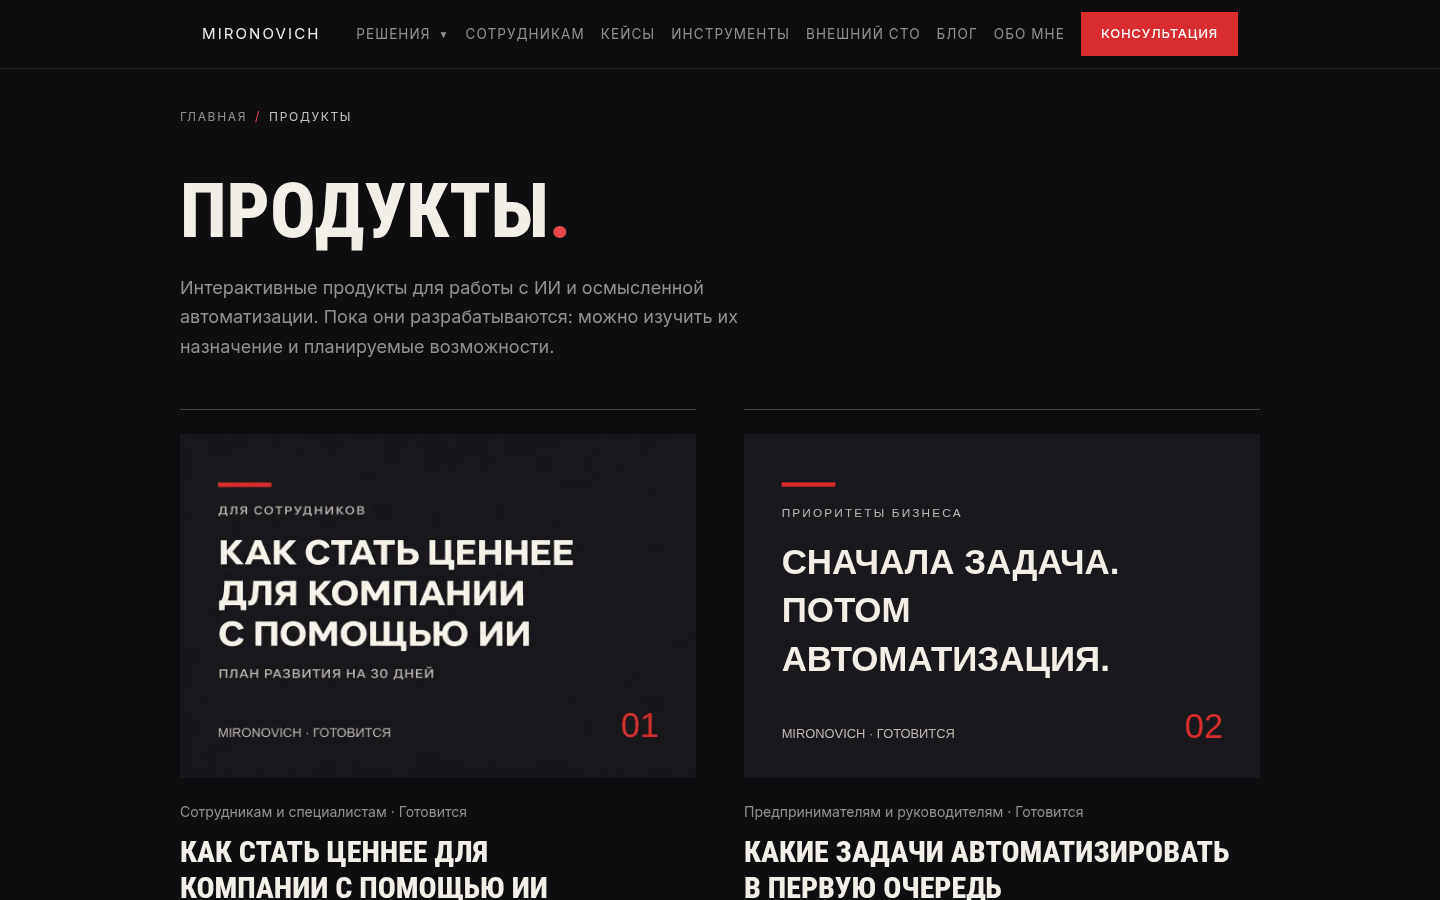 MIRONOVICH РЕШЕНИЯ ▼ СОТРУДНИКАМ КЕЙСЫ ИНСТРУМЕНТЫ ВНЕШНИЙ СТО БЛОГ ОБО МНЕ КОНСУЛЬТАЦИЯ
ГЛАВНАЯ / ПРОДУКТЫ
ПРОДУКТЫ.
Интерактивные продукты для работы с ИИ и осмысленной
автоматизации. Пока они разрабатываются: можно изучить их
назначение и планируемые возможности.
ДЛЯ СОТРУДНИКОВ
КАК СТАТЬ ЦЕННЕЕ
ДЛЯ КОМПАНИИ
С ПОМОЩЬЮ ИИ
ПЛАН РАЗВИТИЯ НА 30 ДНЕЙ
MIRONOVICH · ГОТОВИТСЯ 01
Сотрудникам и специалистам · Готовится
КАК СТАТЬ ЦЕННЕЕ ДЛЯ
КОМПАНИИ С ПОМОЩЬЮ ИИ
ПРИОРИТЕТЫ БИЗНЕСА
СНАЧАЛА ЗАДАЧА.
ПОТОМ
АВТОМАТИЗАЦИЯ.
MIRONOVICH · ГОТОВИТСЯ 02
Предпринимателям и руководителям · Готовится
КАКИЕ ЗАДАЧИ АВТОМАТИЗИРОВАТЬ
В ПЕРВУЮ ОЧЕРЕДЬ